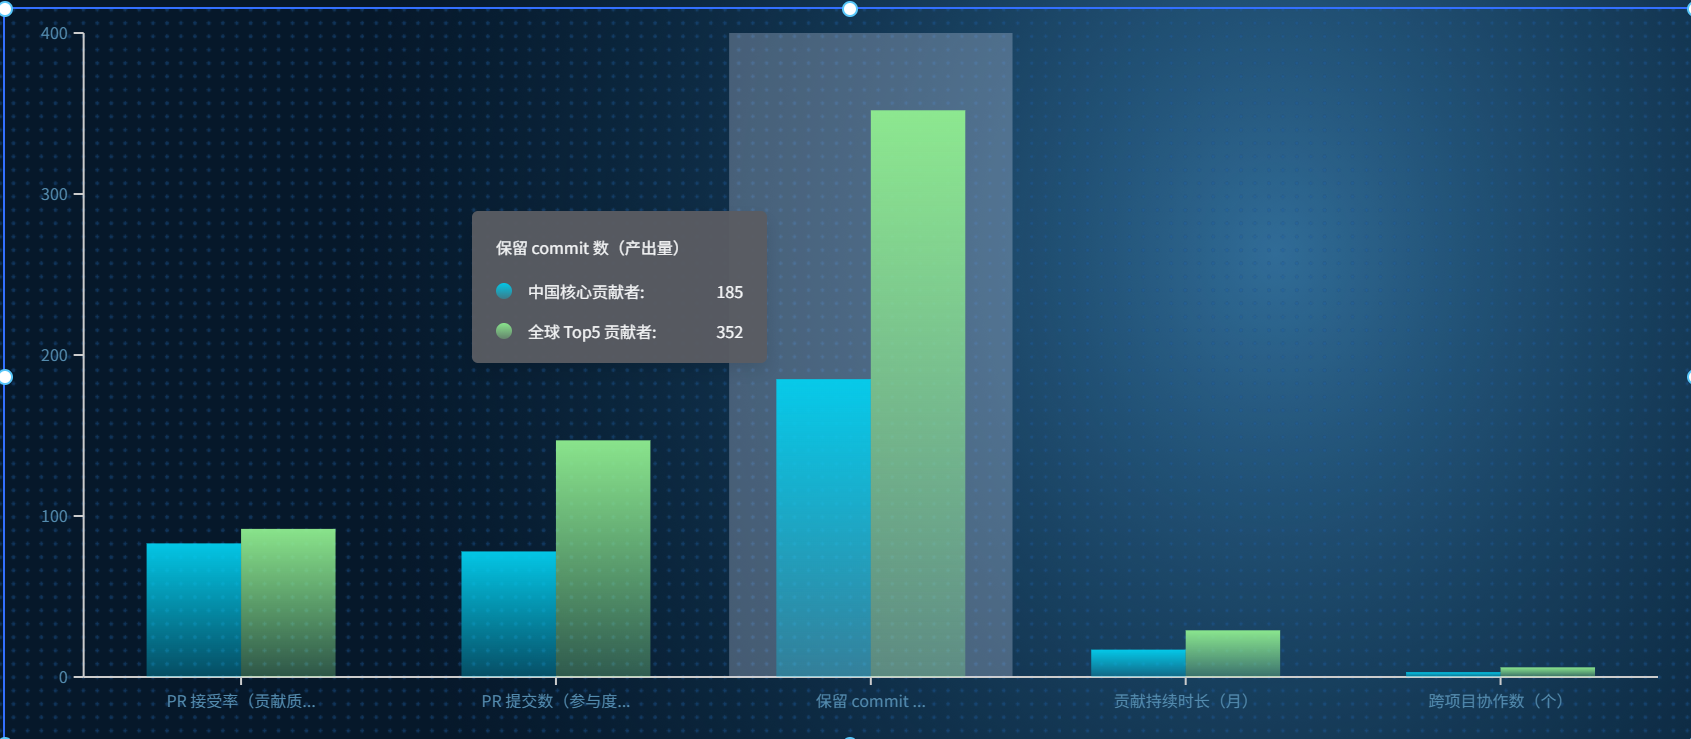 400
300
200
100
0
保留 commit 数（产出量）
中国核心贡献者: 185
全球 Top5 贡献者: 352
PR 接受率（贡献质...
PR 提交数（参与度...
保留 commit ...
贡献持续时长（月）
跨项目协作数（个）